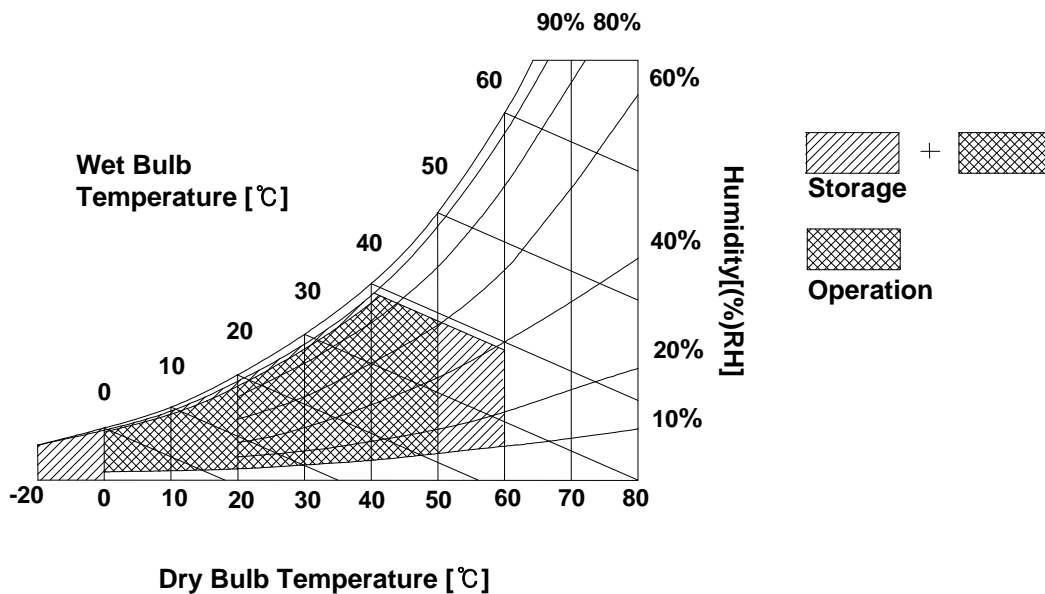 90% 80%
60
60%
50
Wet Bulb
Temperature [℃]
40
40%
30
20
20%
10
10%
0
Humidity[(%)RH]
-20 0 10 20 30 40 50 60 70 80
Dry Bulb Temperature [℃]
+
Storage
Operation